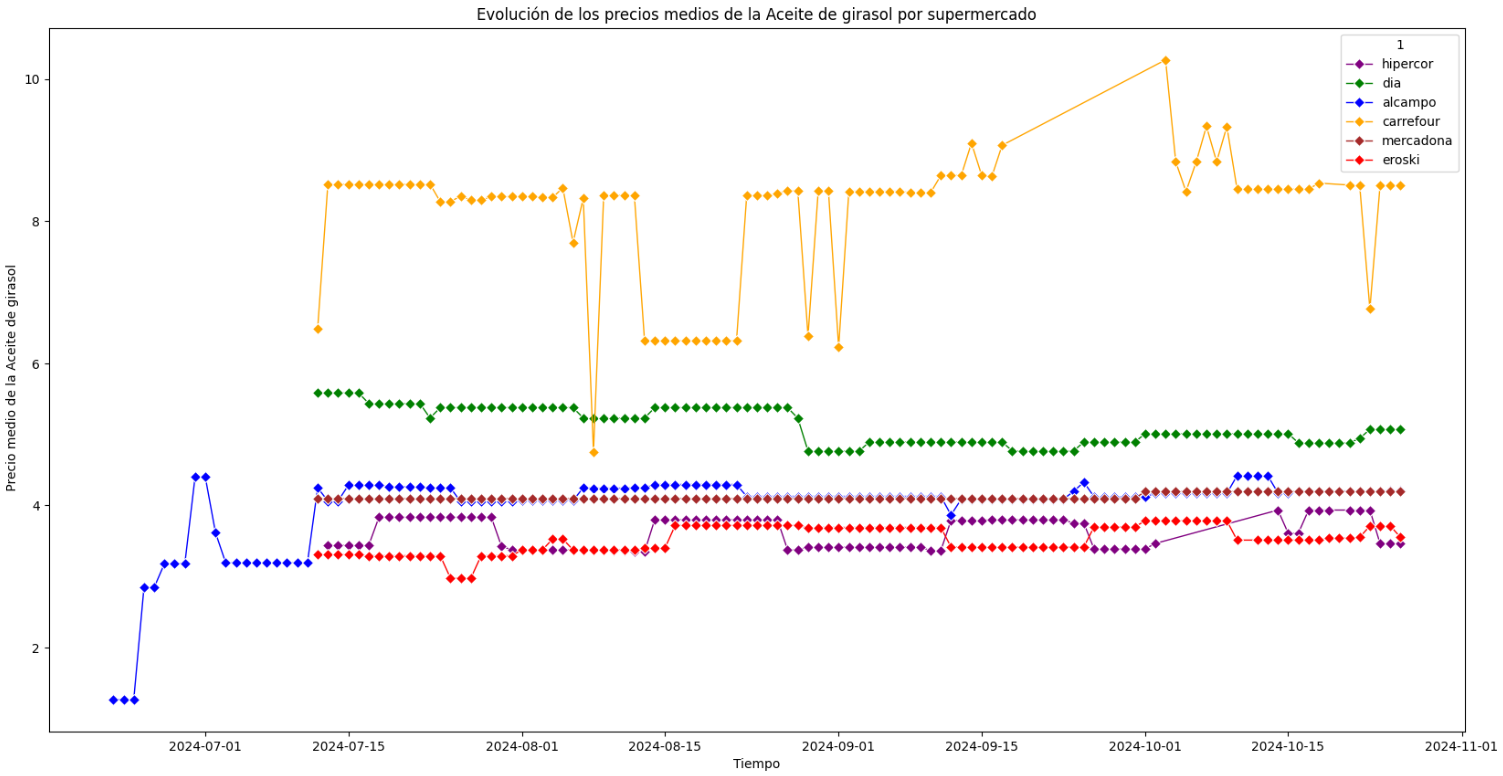 Evolución de los precios medios de la Aceite de girasol por supermercado
1
hipercor
dia
alcampo
carrefour
mercadona
eroski
Precio medio de la Aceite de girasol
10
8
6
4
2
2024-07-01
2024-07-15
2024-08-01
2024-08-15
2024-09-01
2024-09-15
2024-10-01
2024-10-15
2024-11-01
Tiempo